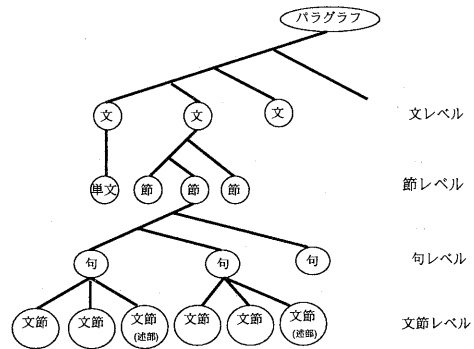 パラグラフ
文 文 文 文レベル
単文 節 節 節 節レベル
句 句 句 句レベル
文節 文節 文節 文節 文節 文節 文節レベル
(述部) (述部)